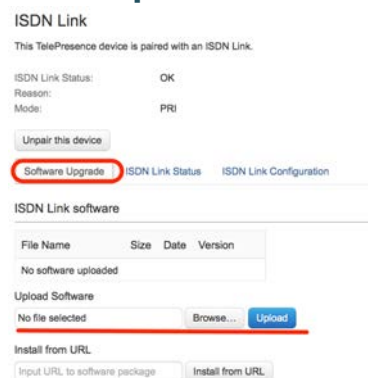 ISDN Link
This TelePresence device is paired with an ISDN Link.
ISDN Link Status: OK
Reason:
Mode: PRI
Unpair this device
Software Upgrade ISDN Link Status ISDN Link Configuration
ISDN Link software
File Name Size Date Version
No software uploaded
Upload Software
No file selected Browse... Upload
Install from URL
Input URL to software package Install from URL